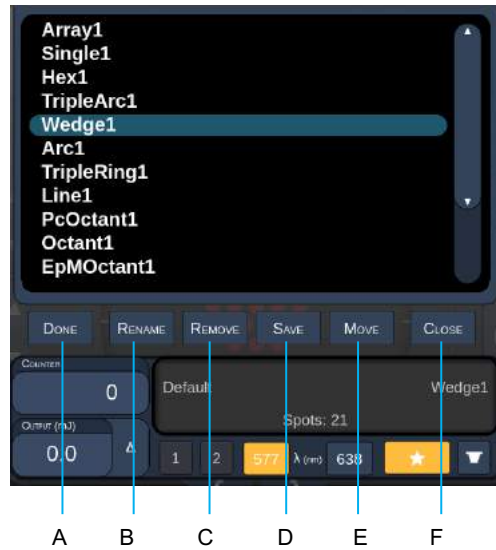 Array1
Single1
Hex1
TripleArc1
Wedge1
Arc1
TripleRing1
Line1
PcOctant1
Octant1
EpMOctant1
DONE RENAME REMOVE SAVE MOVE CLOSE
COUNTER
0
Default Wedge1
Spots: 21
OUTPUT (mJ)
0.0 Δ
1 2 577 λ (nm) 638
A B C D E F